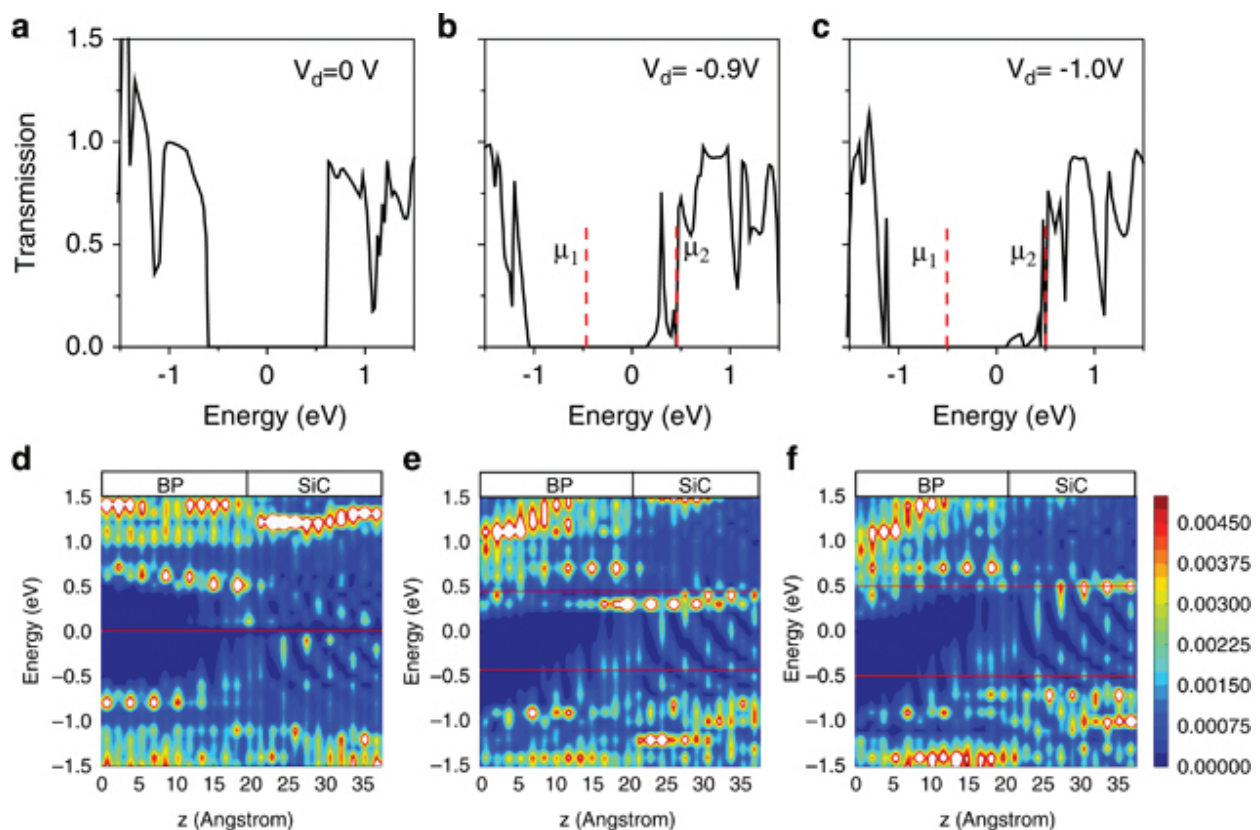 a
b
c
V_d=0 V
V_d= -0.9V
V_d= -1.0V
1.5
1.0
0.5
0.0
Transmission
μ₁
μ₂
μ₁
μ₂
-1 0 1
-1 0 1
-1 0 1
Energy (eV)
Energy (eV)
Energy (eV)
d
e
f
BP SiC
BP SiC
BP SiC
Energy (eV)
1.5
1.0
0.5
0.0
−0.5
−1.0
−1.5
Energy (eV)
1.5
1.0
0.5
0.0
−0.5
−1.0
−1.5
Energy (eV)
1.5
1.0
0.5
0.0
−0.5
−1.0
−1.5
0.00450
0.00375
0.00300
0.00225
0.00150
0.00075
0.00000
0 5 10 15 20 25 30 35
0 5 10 15 20 25 30 35
0 5 10 15 20 25 30 35
z (Angstrom)
z (Angstrom)
z (Angstrom)